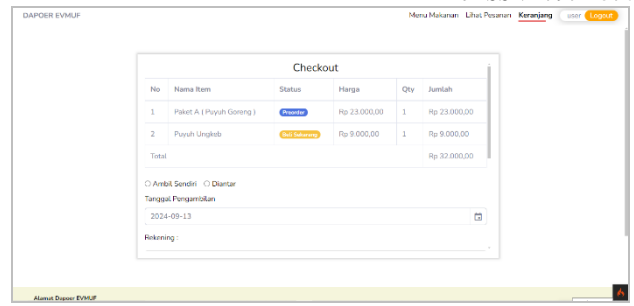 DAPOER EVMUF Menu Makanan Lihat Pesanan Keranjang user Logout
Checkout
No Nama Item Status Harga Qty Jumlah
1 Paket A ( Puyuh Goreng ) Preorder Rp 23.000,00 1 Rp 23.000,00
2 Puyuh Ungkeb Beli Sekarang Rp 9.000,00 1 Rp 9.000,00
Total Rp 32.000,00
Ambil Sendiri Diantar
Tanggal Pengambilan
2024-09-13
Rekening :
Alamat Dapoer EVMUF